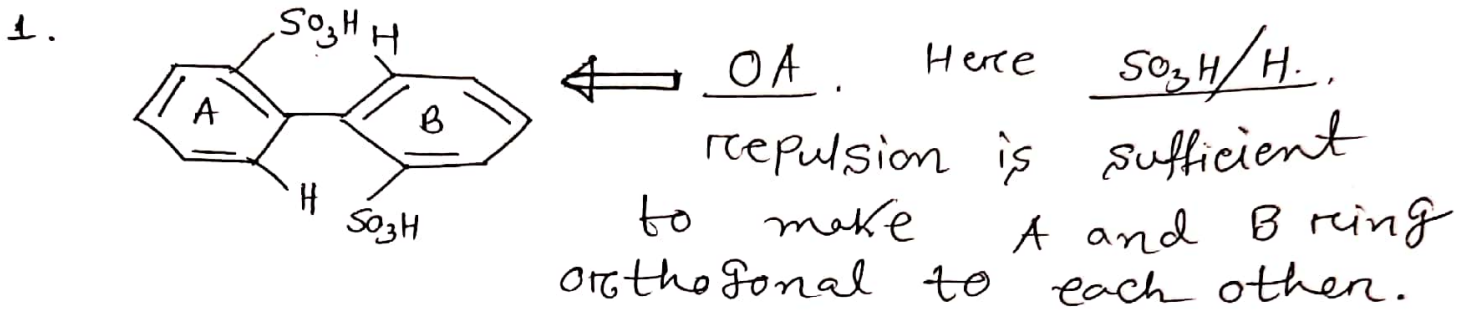 1.
SO3H H
A B
H SO3H
OA. Here SO3H/H.,
repulsion is sufficient
to make A and B ring
orthogonal to each other.